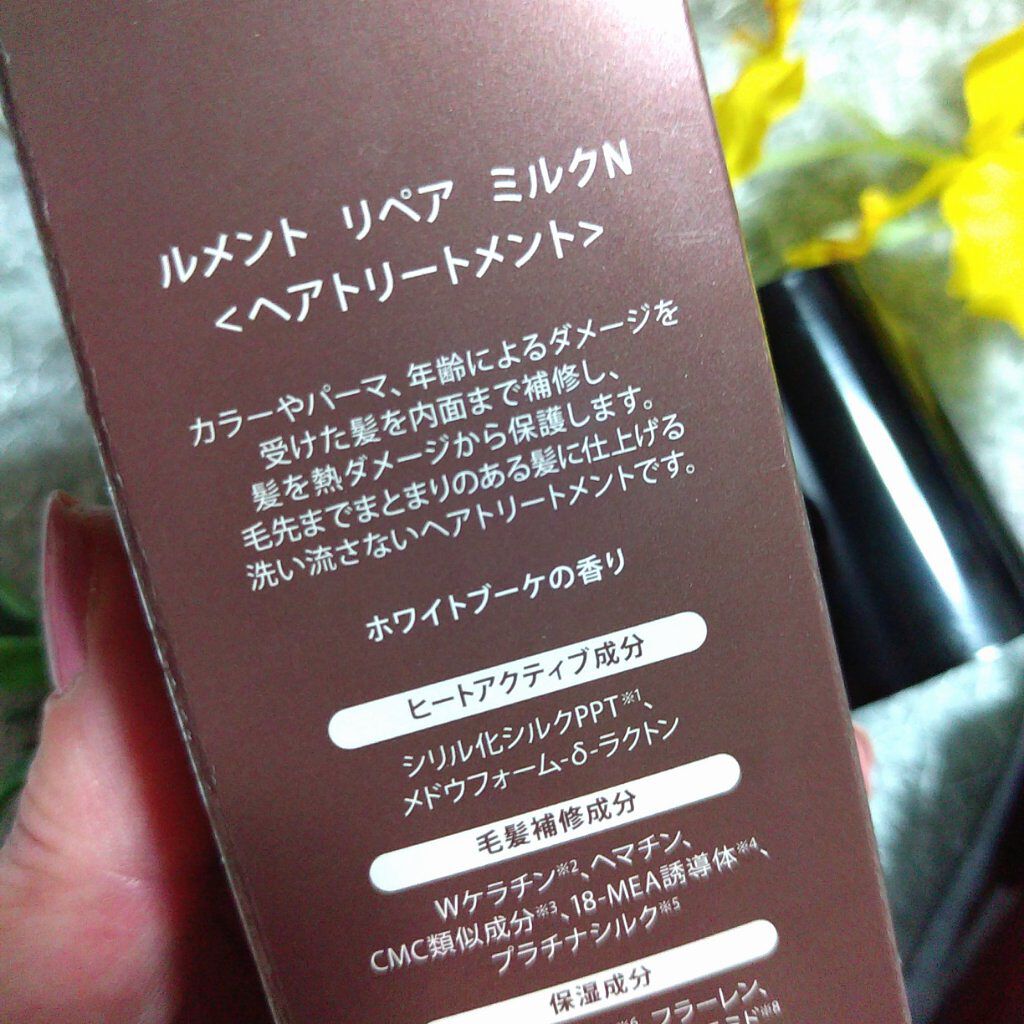 ルメント リペア ミルクN
<ヘアトリートメント>
カラーやパーマ、年齢によるダメージを
受けた髪を内面まで補修し、
髪を熱ダメージから保護します。
毛先までまとまりのある髪に仕上げる
洗い流さないヘアトリートメントです。
ホワイトブーケの香り
ヒートアクティブ成分
シリル化シルクPPT※1、
メドウフォーム-δ-ラクトン
毛髪補修成分
Wケラチン※2、ヘマチン、
CMC類似成分※3、18-MEA誘導体※4、
プラチナシルク※5
保湿成分
※6 フラーレン、
ミド※8